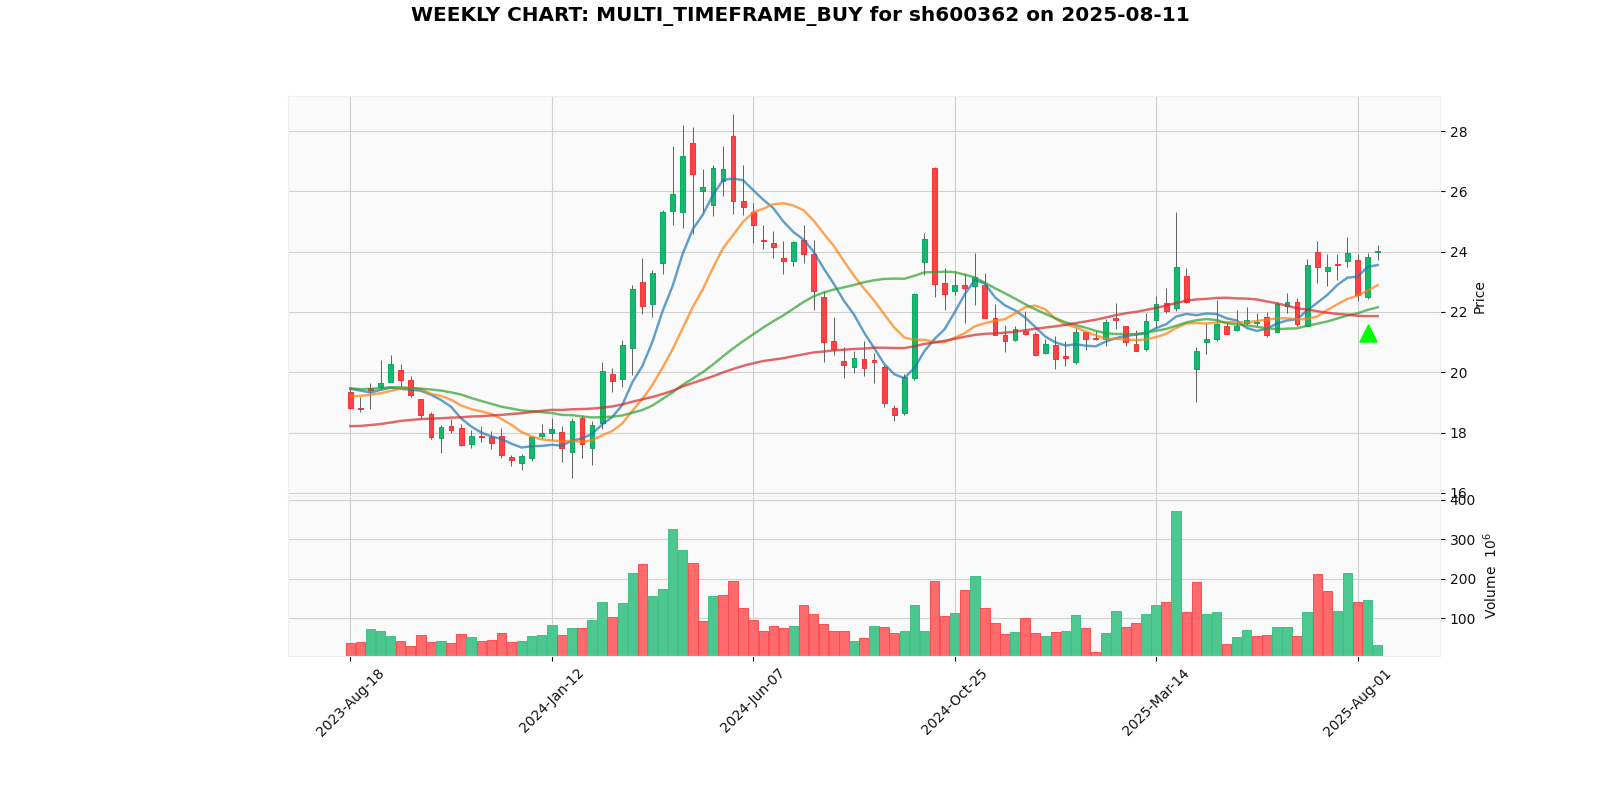 WEEKLY CHART: MULTI_TIMEFRAME_BUY for sh600362 on 2025-08-11
28
26
24
22
20
18
16
Price
400
300
200
100
Volume 10^6
2023-Aug-18
2024-Jan-12
2024-Jun-07
2024-Oct-25
2025-Mar-14
2025-Aug-01